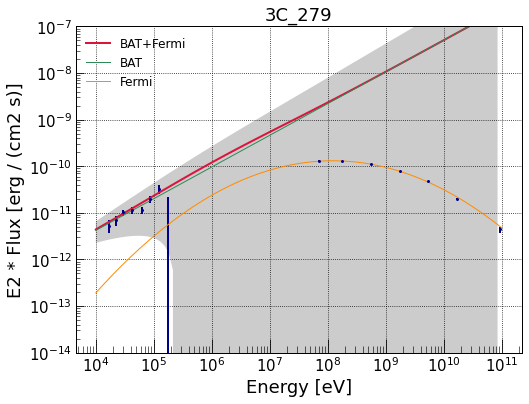 3C_279
BAT+Fermi
BAT
Fermi
E2 * Flux [erg / (cm2 s)]
10⁻⁷
10⁻⁸
10⁻⁹
10⁻¹⁰
10⁻¹¹
10⁻¹²
10⁻¹³
10⁻¹⁴
10⁴ 10⁵ 10⁶ 10⁷ 10⁸ 10⁹ 10¹⁰ 10¹¹
Energy [eV]